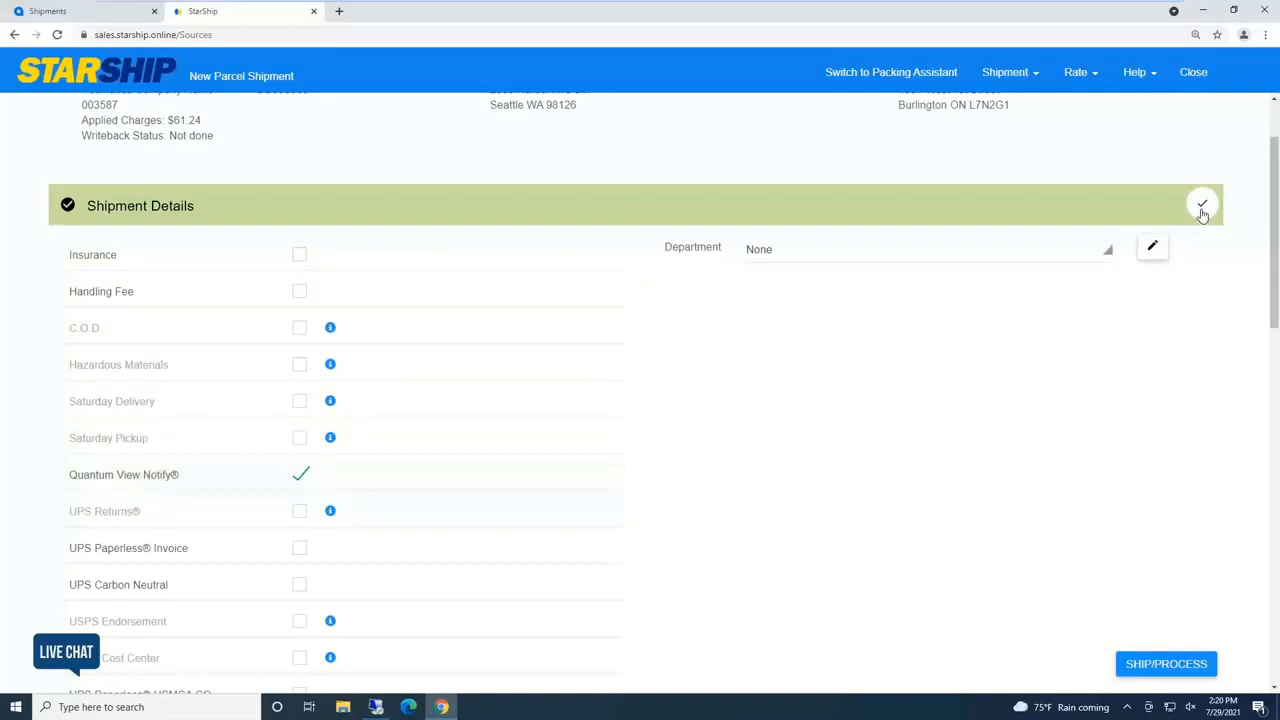 Shipments
StarShip
sales.starship.online/Sources
STARSHIP
New Parcel Shipment
Switch to Packing Assistant
Shipment
Rate
Help
Close
003587
Seattle WA 98126
Burlington ON L7N2G1
Applied Charges: $61.24
Writeback Status: Not done
Shipment Details
Insurance
Department
None
Handling Fee
C.O.D
Hazardous Materials
Saturday Delivery
Saturday Pickup
Quantum View Notify®
UPS Returns®
UPS Paperless® Invoice
UPS Carbon Neutral
USPS Endorsement
LIVE CHAT
Cost Center
SHIP/PROCESS
UPS Paperless® USMCA CO
Type here to search
75°F Rain coming
2:20 PM
7/29/2021